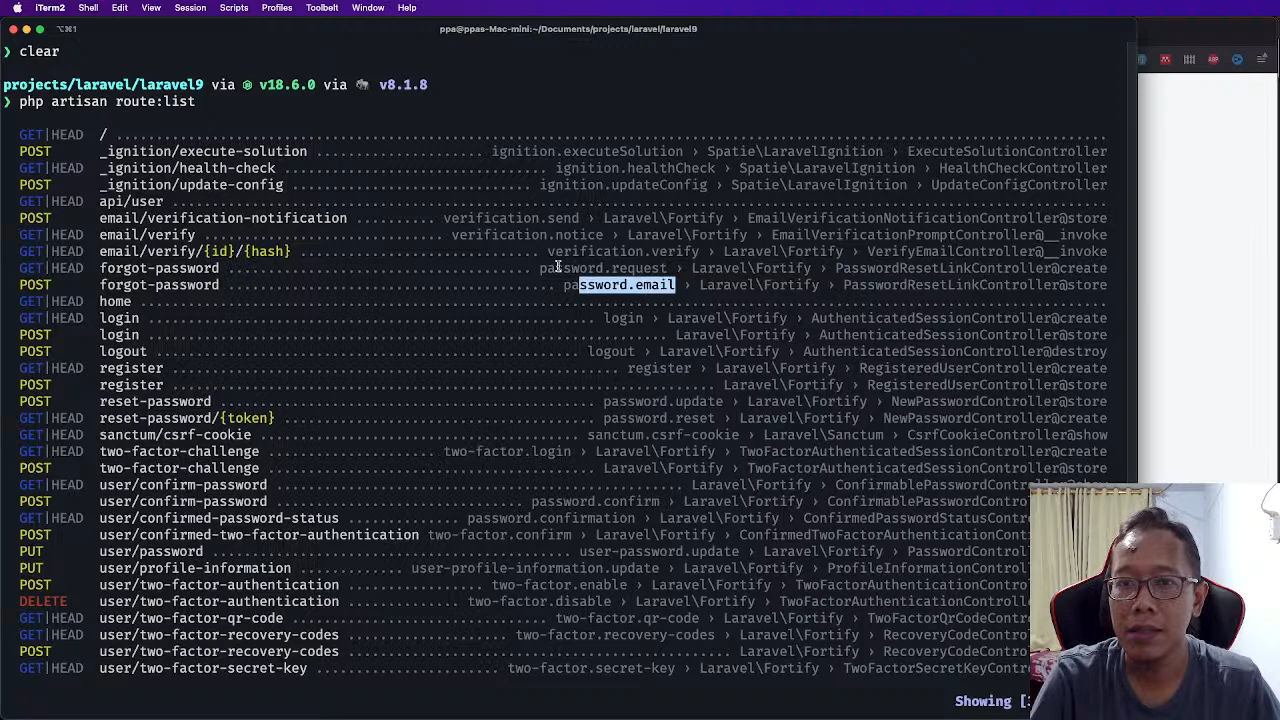 iTerm2 Shell Edit View Session Scripts Profiles Toolbelt Window Help
⌥⌘1 ppa@ppas-Mac-mini:~/Documents/projects/laravel/laravel9
❯ clear
projects/laravel/laravel9 via v18.6.0 via 🐘 v8.1.8
❯ php artisan route:list
GET|HEAD / ........................................................................
POST _ignition/execute-solution ..................... ignition.executeSolution › Spatie\LaravelIgnition › ExecuteSolutionController
GET|HEAD _ignition/health-check ................................. ignition.healthCheck › Spatie\LaravelIgnition › HealthCheckController
POST _ignition/update-config .............................. ignition.updateConfig › Spatie\LaravelIgnition › UpdateConfigController
GET|HEAD api/user ........................................................................
POST email/verification-notification .......... verification.send › Laravel\Fortify › EmailVerificationNotificationController@store
GET|HEAD email/verify ................................ verification.notice › Laravel\Fortify › EmailVerificationPromptController@__invoke
GET|HEAD email/verify/{id}/{hash} ................................ verification.verify › Laravel\Fortify › VerifyEmailController@__invoke
GET|HEAD forgot-password ....................................... password.request › Laravel\Fortify › PasswordResetLinkController@create
POST forgot-password .......................................... password.email › Laravel\Fortify › PasswordResetLinkController@store
GET|HEAD home ........................................................................
GET|HEAD login ......................................................... login › Laravel\Fortify › AuthenticatedSessionController@create
POST login .................................................................. Laravel\Fortify › AuthenticatedSessionController@store
POST logout ...................................................... logout › Laravel\Fortify › AuthenticatedSessionController@destroy
GET|HEAD register ......................................................... register › Laravel\Fortify › RegisteredUserController@create
POST register ..................................................................... Laravel\Fortify › RegisteredUserController@store
POST reset-password ................................................ password.update › Laravel\Fortify › NewPasswordController@store
GET|HEAD reset-password/{token} ......................................... password.reset › Laravel\Fortify › NewPasswordController@create
GET|HEAD sanctum/csrf-cookie .......................................... sanctum.csrf-cookie › Laravel\Sanctum › CsrfCookieController@show
GET|HEAD two-factor-challenge ....................... two-factor.login › Laravel\Fortify › TwoFactorAuthenticatedSessionController@create
POST two-factor-challenge .......................................... Laravel\Fortify › TwoFactorAuthenticatedSessionController@store
GET|HEAD user/confirm-password .................................................... Laravel\Fortify › ConfirmablePasswordController@show
POST user/confirm-password ................................ password.confirm › Laravel\Fortify › ConfirmablePasswordCo
GET|HEAD user/confirmed-password-status ................ password.confirmation › Laravel\Fortify › ConfirmedPasswordStatusCo
POST user/confirmed-two-factor-authentication two-factor.confirm › Laravel\Fortify › ConfirmedTwoFactorAuthe
PUT user/password .............................................. user-password.update › Laravel\Fortify › PasswordCo
PUT user/profile-information .............. user-profile-information.update › Laravel\Fortify › ProfileInformationCo
POST user/two-factor-authentication .................. two-factor.enable › Laravel\Fortify › TwoFactorAuthe
DELETE user/two-factor-authentication ............... two-factor.disable › Laravel\Fortify › TwoFactorAuthe
GET|HEAD user/two-factor-qr-code .............................. two-factor.qr-code › Laravel\Fortify › TwoFactorQrCodeCo
GET|HEAD user/two-factor-recovery-codes ..................... two-factor.recovery-codes › Laravel\Fortify › RecoveryCodeCo
POST user/two-factor-recovery-codes ................................................. Laravel\Fortify › RecoveryCodeCo
GET|HEAD user/two-factor-secret-key ....................... two-factor.secret-key › Laravel\Fortify › TwoFactorSecretKeyCo
Showing